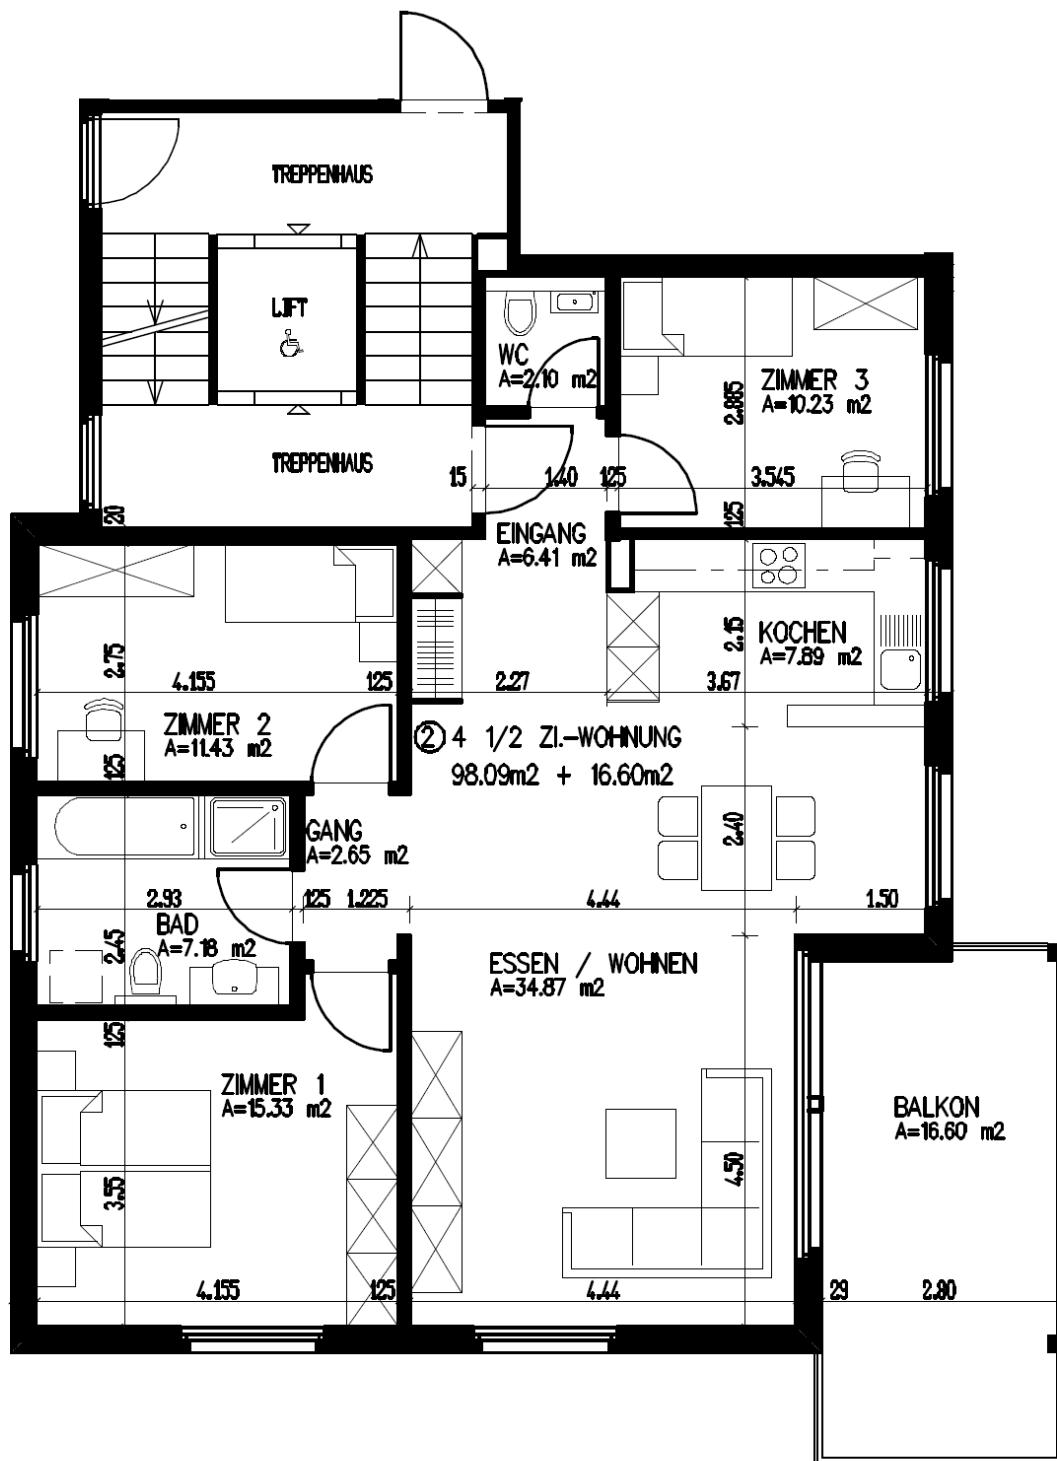 TREPPENHAUS
LIFT
WC
A=2.10 m2
ZIMMER 3
A=10.23 m2
2.885
TREPPENHAUS
15
1.40
125
3.545
20
125
EINGANG
A=6.41 m2
KOCHEN
A=7.89 m2
2.15
2.75
4.155
125
2.27
3.67
ZIMMER 2
A=11.43 m2
125
2 4 1/2 ZI.-WOHNUNG
98.09m2 + 16.60m2
GANG
A=2.65 m2
2.40
2.93
125
1.225
4.44
1.50
BAD
A=7.18 m2
2.45
ESSEN / WOHNEN
A=34.87 m2
125
ZIMMER 1
A=15.33 m2
BALKON
A=16.60 m2
3.55
4.50
4.155
125
4.44
29
2.80